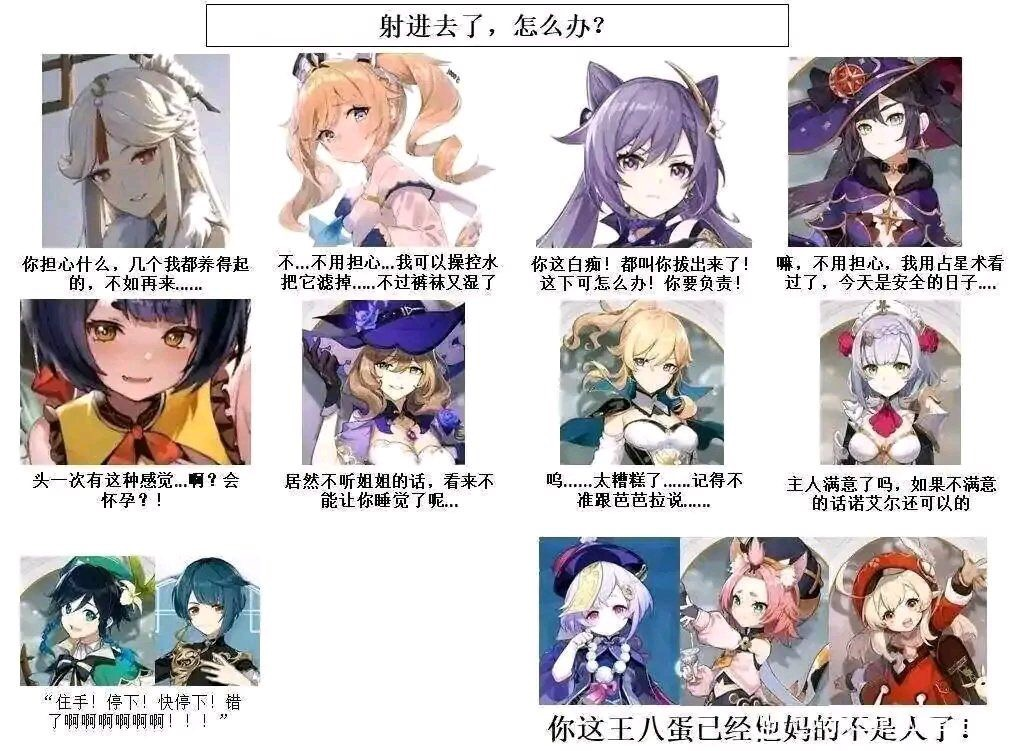 射进去了，怎么办？
你担心什么，几个我都养得起
的，不如再来......
不...不用担心...我可以操控水
把它滤掉.....不过裤袜又湿了
你这白痴！都叫你拔出来了！
这下可怎么办！你要负责！
嘛，不用担心，我用占星术看
过了，今天是安全的日子....
头一次有这种感觉...啊？会
怀孕？！
居然不听姐姐的话，看来不
能让你睡觉了呢...
呜......太糟糕了......记得不
准跟芭芭拉说......
主人满意了吗，如果不满意
的话诺艾尔还可以的
“住手！停下！快停下！错
了啊啊啊啊啊啊！！！”
你这王八蛋已经他妈的不是人了！